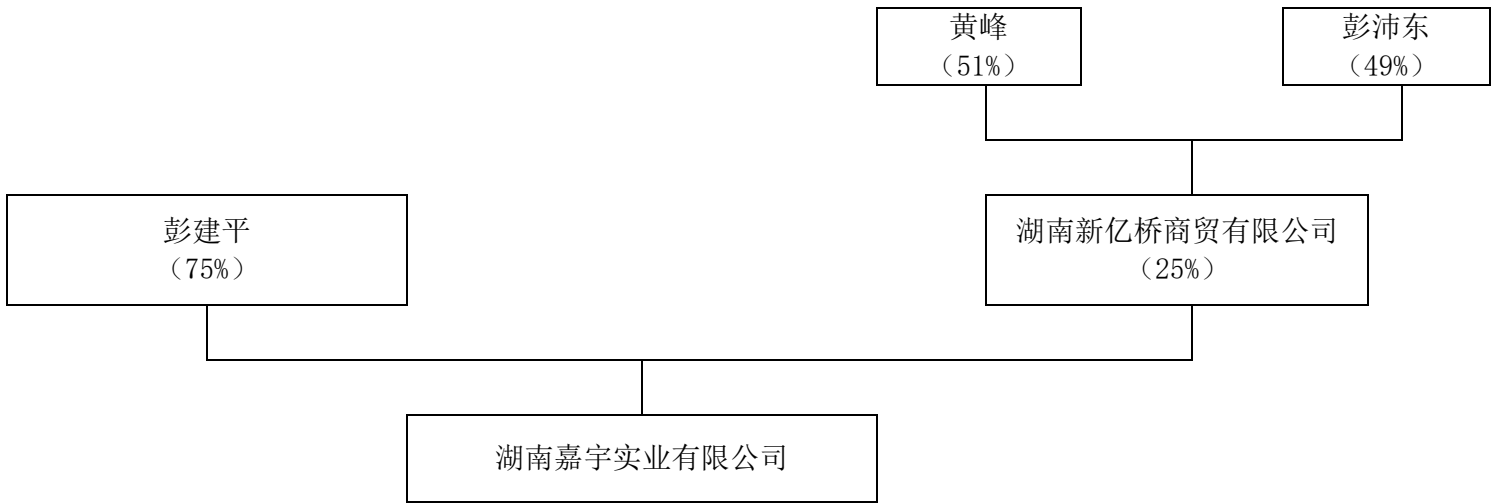 黄峰
（51%）
彭沛东
（49%）
彭建平
（75%）
湖南新亿桥商贸有限公司
（25%）
湖南嘉宇实业有限公司